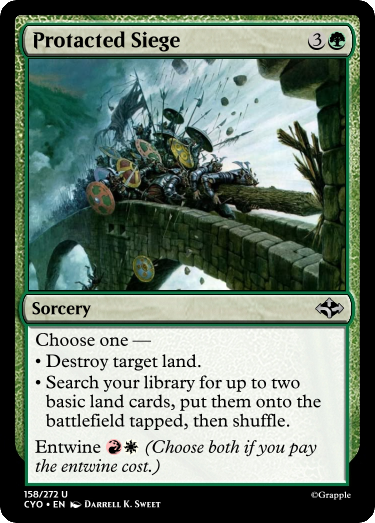 Protacted Siege 3
Sorcery
Choose one —
• Destroy target land.
• Search your library for up to two
basic land cards, put them onto the
battlefield tapped, then shuffle.
Entwine (Choose both if you pay
the entwine cost.)
158/272 U
CYO • EN Darrell K. Sweet
©Grapple